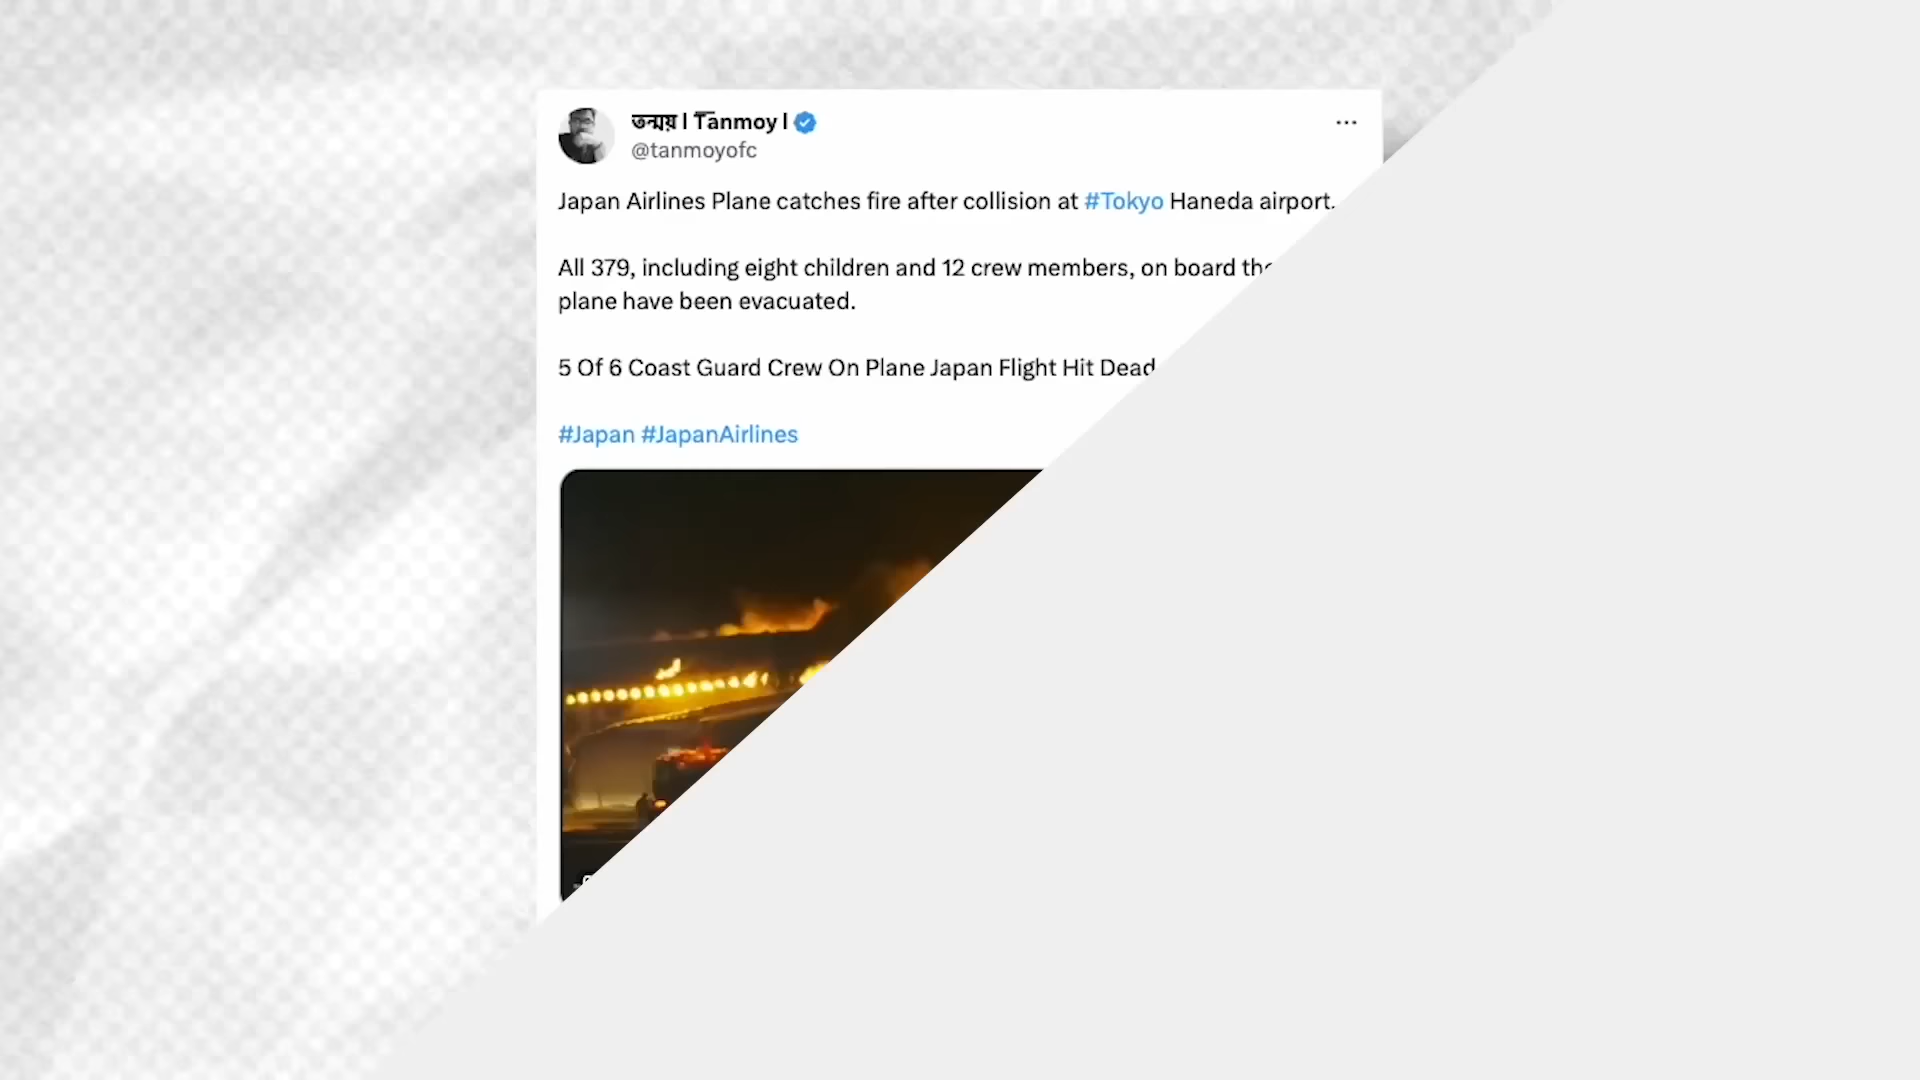 তন্ময় l T̅anmoy l
@tanmoyofc
Japan Airlines Plane catches fire after collision at #Tokyo Haneda airport.
All 379, including eight children and 12 crew members, on board the
plane have been evacuated.
5 Of 6 Coast Guard Crew On Plane Japan Flight Hit Dead
#Japan #JapanAirlines